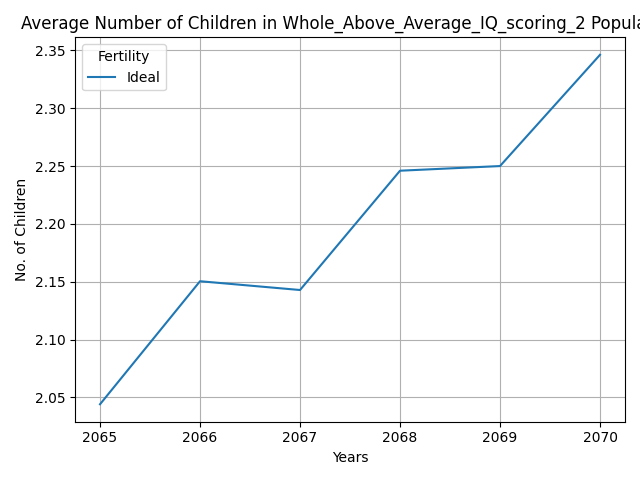 Average Number of Children in Whole_Above_Average_IQ_scoring_2 Popula
Fertility
Ideal
No. of Children
2.35
2.30
2.25
2.20
2.15
2.10
2.05
2065 2066 2067 2068 2069 2070
Years